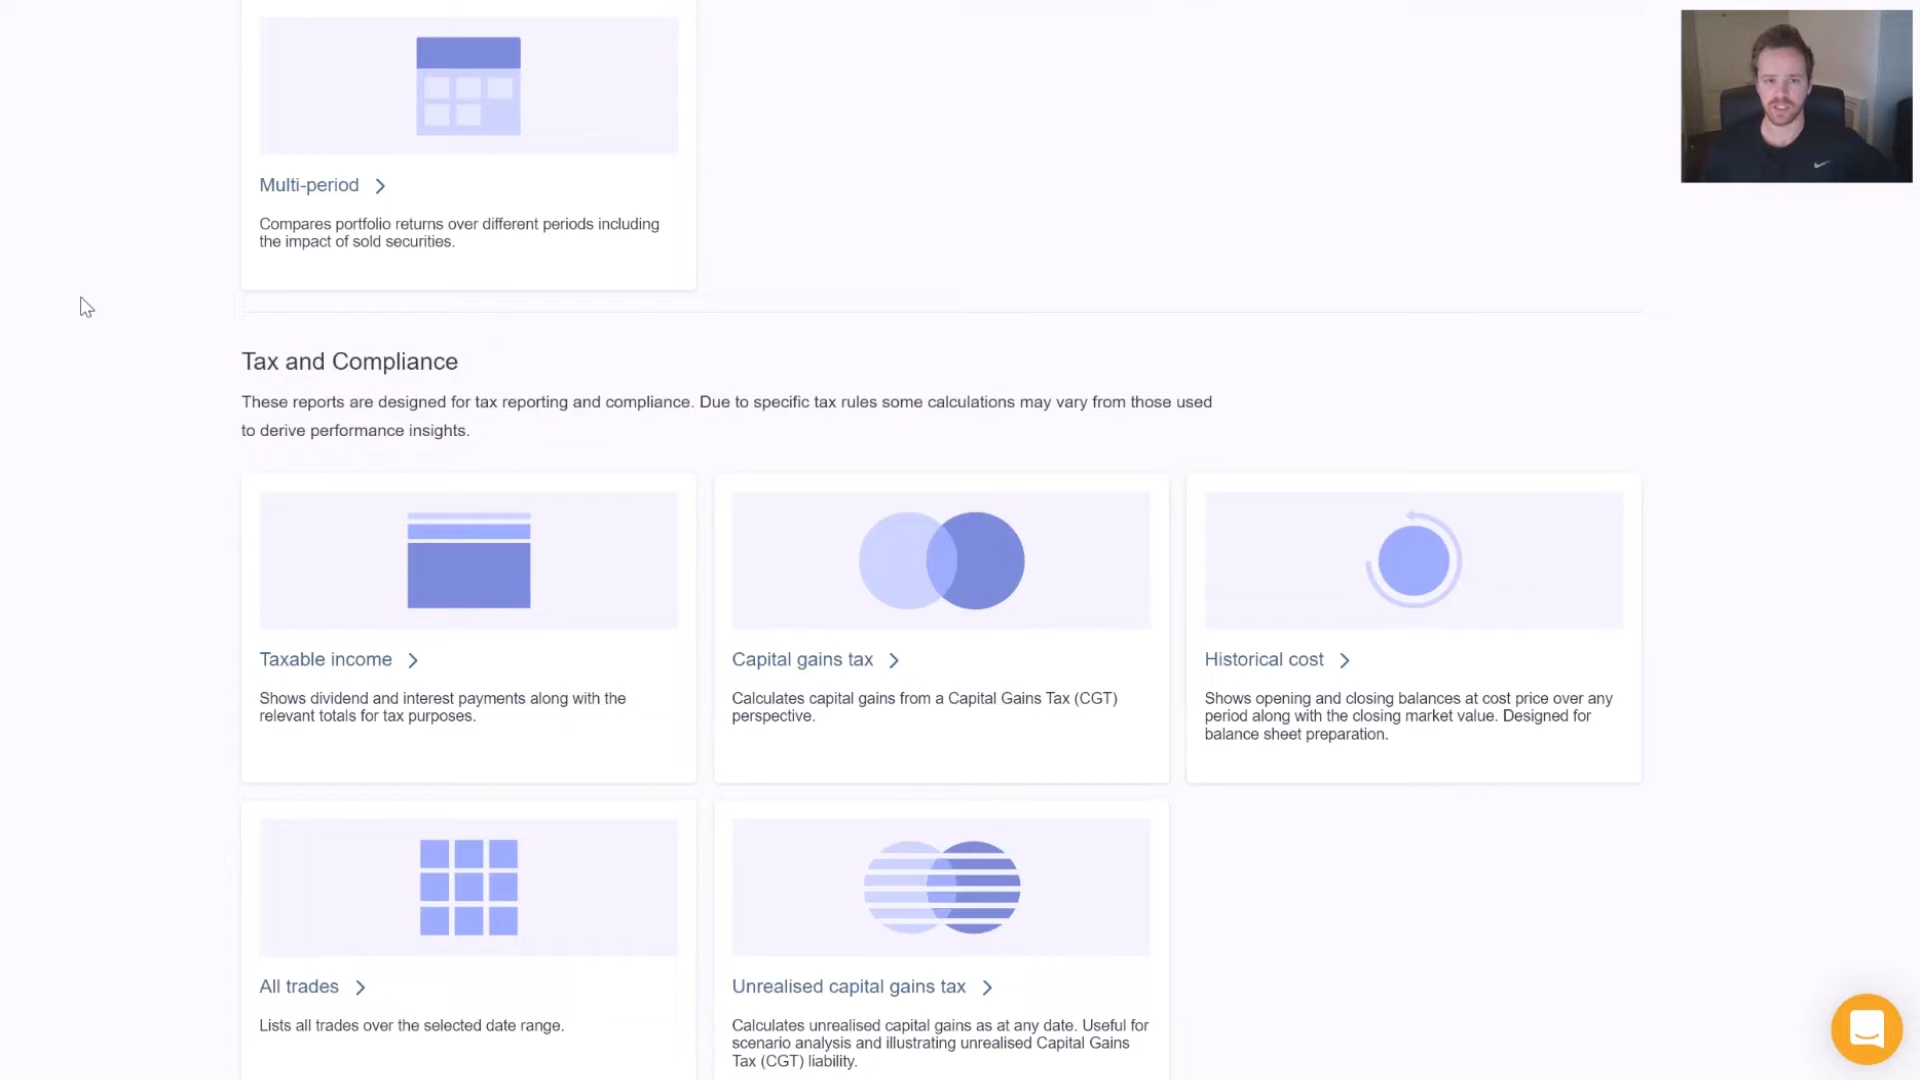 Multi-period
Compares portfolio returns over different periods including
the impact of sold securities.
Tax and Compliance
These reports are designed for tax reporting and compliance. Due to specific tax rules some calculations may vary from those used
to derive performance insights.
Taxable income
Shows dividend and interest payments along with the
relevant totals for tax purposes.
Capital gains tax
Calculates capital gains from a Capital Gains Tax (CGT)
perspective.
Historical cost
Shows opening and closing balances at cost price over any
period along with the closing market value. Designed for
balance sheet preparation.
All trades
Lists all trades over the selected date range.
Unrealised capital gains tax
Calculates unrealised capital gains as at any date. Useful for
scenario analysis and illustrating unrealised Capital Gains
Tax (CGT) liability.